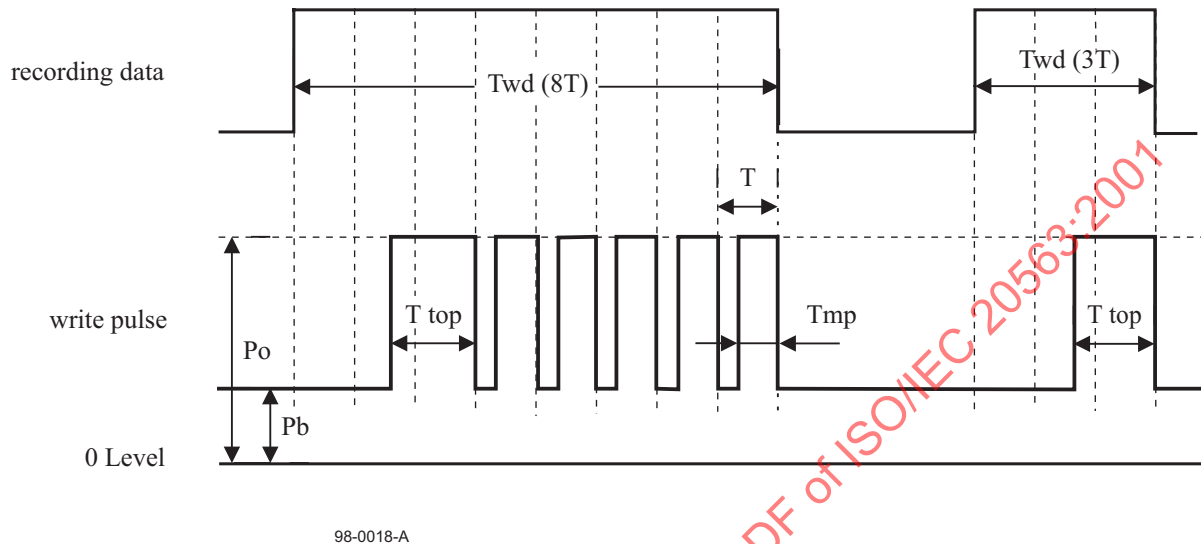 recording data
Twd (8T)
Twd (3T)
T
write pulse
Po
T top
Tmp
T top
Pb
0 Level
98-0018-A
DF of ISO/IEC 20563:2001